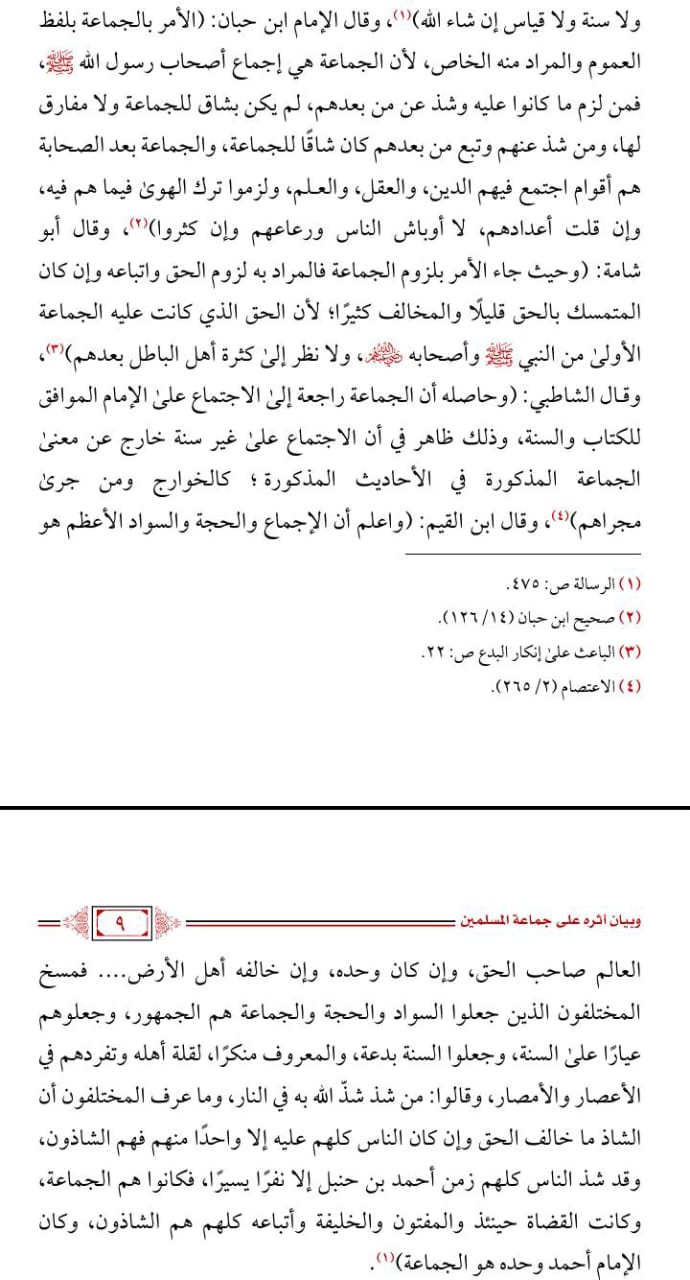 ولا سنة ولا قياس إن شاء الله)(١)، وقال الإمام ابن حبان: (الأمر بالجماعة بلفظ
العموم والمراد منه الخاص، لأن الجماعة هي إجماع أصحاب رسول الله ﷺ،
فمن لزم ما كانوا عليه وشذ عن من بعدهم، لم يكن بشاق للجماعة ولا مفارق
لها، ومن شذ عنهم وتبع من بعدهم كان شاقًا للجماعة، والجماعة بعد الصحابة
هم أقوام اجتمع فيهم الدين، والعقل، والعلم، ولزموا ترك الهوىٰ فيما هم فيه،
وإن قلت أعدادهم، لا أوباش الناس ورعاعهم وإن كثروا)(٢)، وقال أبو
شامة: (وحيث جاء الأمر بلزوم الجماعة فالمراد به لزوم الحق واتباعه وإن كان
المتمسك بالحق قليلًا والمخالف كثيرًا؛ لأن الحق الذي كانت عليه الجماعة
الأولىٰ من النبي ﷺ وأصحابه رضي الله عنهم، ولا نظر إلىٰ كثرة أهل الباطل بعدهم)(٣)،
وقال الشاطبي: (وحاصله أن الجماعة راجعة إلىٰ الاجتماع علىٰ الإمام الموافق
للكتاب والسنة، وذلك ظاهر في أن الاجتماع علىٰ غير سنة خارج عن معنىٰ
الجماعة المذكورة في الأحاديث المذكورة؛ كالخوارج ومن جرىٰ
مجراهم)(٤)، وقال ابن القيم: (واعلم أن الإجماع والحجة والسواد الأعظم هو
(١) الرسالة ص: ٤٧٥.
(٢) صحيح ابن حبان (١٤/ ١٢٦).
(٣) الباعث علىٰ إنكار البدع ص: ٢٢.
(٤) الاعتصام (٢/ ٢٦٥).
وبيان أثره على جماعة المسلمين
٩
العالم صاحب الحق، وإن كان وحده، وإن خالفه أهل الأرض.... فمسخ
المختلفون الذين جعلوا السواد والحجة والجماعة هم الجمهور، وجعلوهم
عيارًا علىٰ السنة، وجعلوا السنة بدعة، والمعروف منكرًا، لقلة أهله وتفردهم في
الأعصار والأمصار، وقالوا: من شذ شذّ الله به في النار، وما عرف المختلفون أن
الشاذ ما خالف الحق وإن كان الناس كلهم عليه إلا واحدًا منهم فهم الشاذون،
وقد شذ الناس كلهم زمن أحمد بن حنبل إلا نفرًا يسيرًا، فكانوا هم الجماعة،
وكانت القضاة حينئذ والمفتون والخليفة وأتباعه كلهم هم الشاذون، وكان
الإمام أحمد وحده هو الجماعة)(١).